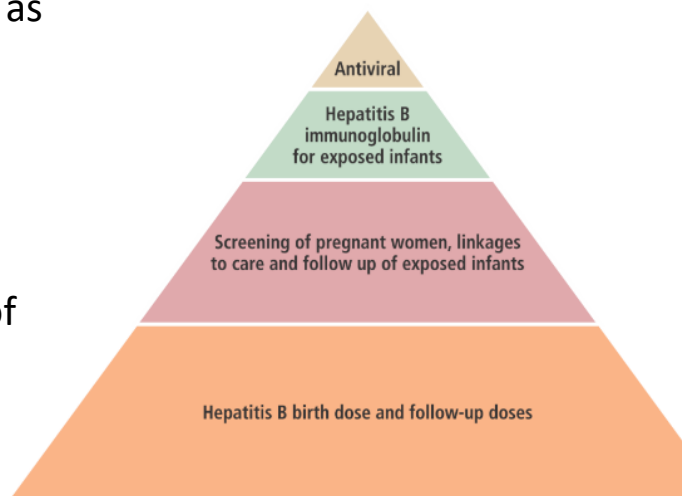 as
Antiviral
Hepatitis B
immunoglobulin
for exposed infants
Screening of pregnant women, linkages
to care and follow up of exposed infants
of
Hepatitis B birth dose and follow-up doses